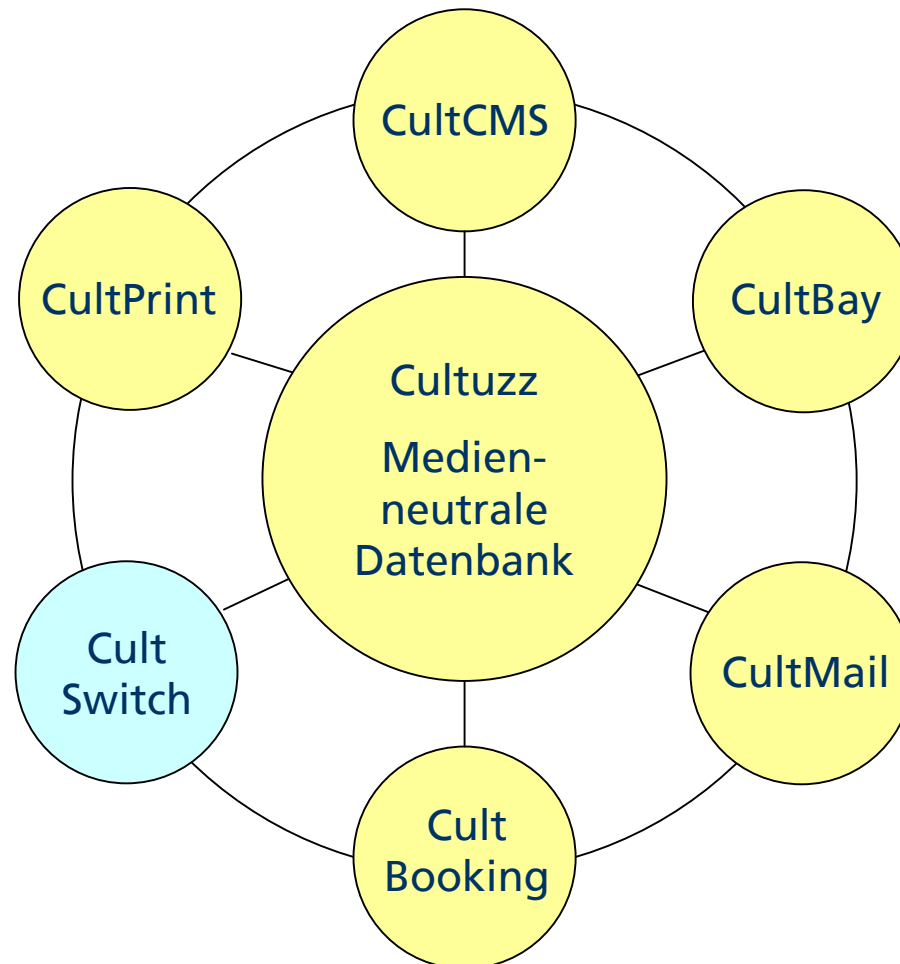 CultCMS
CultPrint
CultBay
Cultuzz
Medien-
neutrale
Datenbank
Cult
Switch
CultMail
Cult
Booking